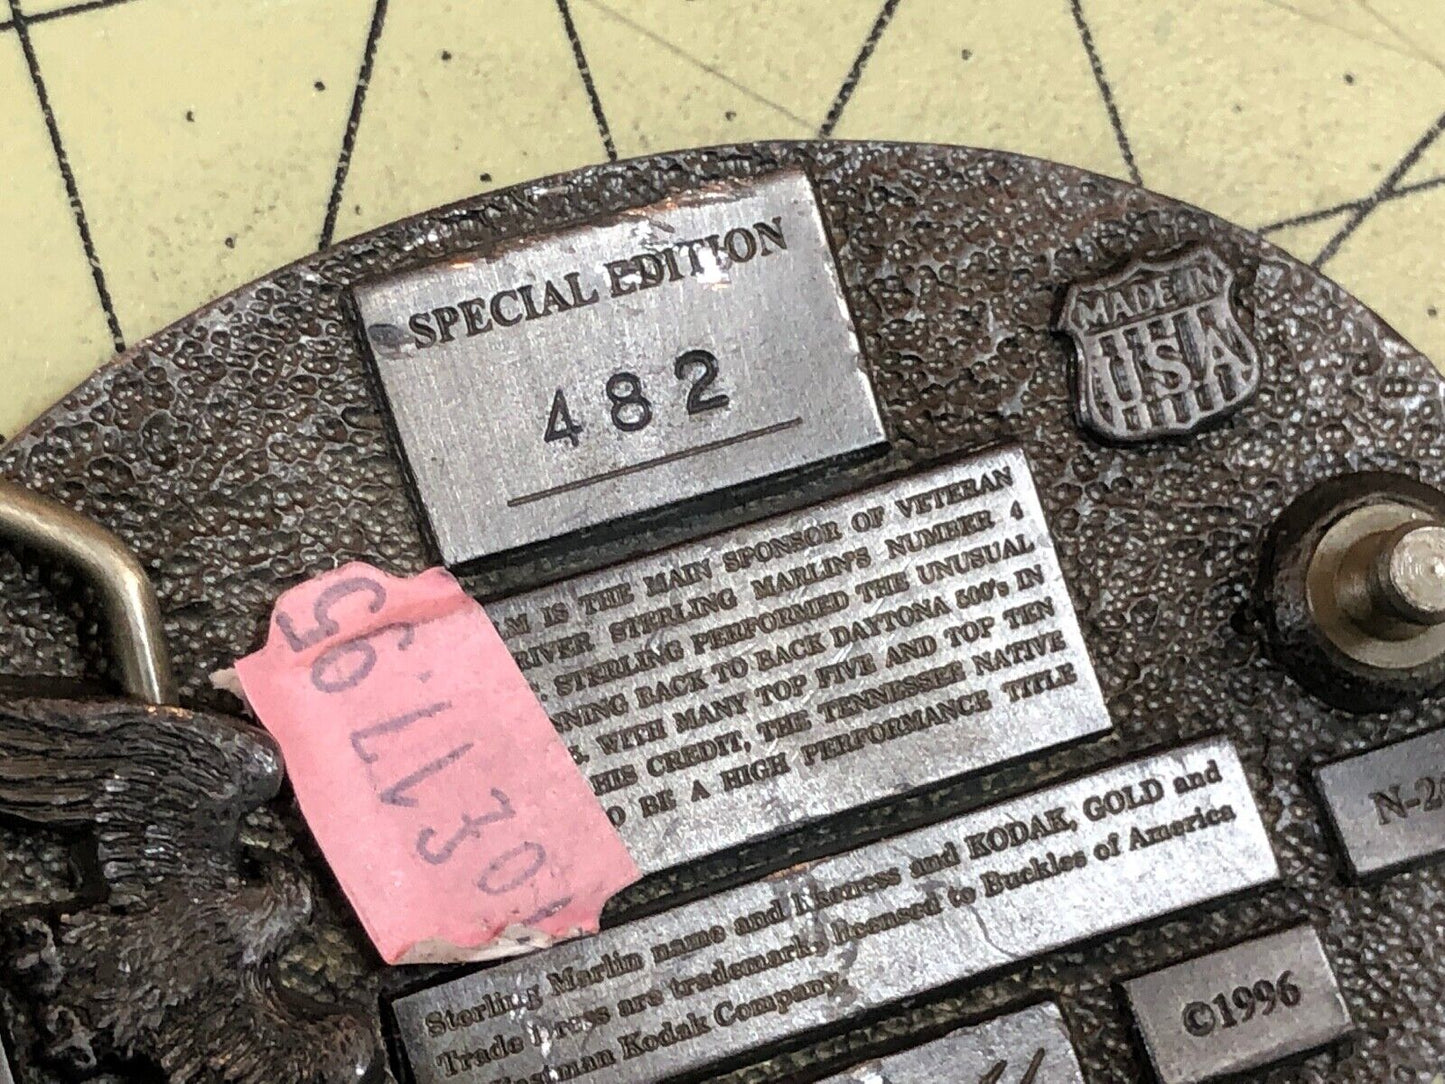 SPECIAL EDITION
482
MADE IN
USA
IS THE MAIN SPONSOR OF VETERAN
STERLING MARLIN'S NUMBER 4
STERLING PERFORMED THE UNUSUAL
BACK TO BACK DAYTONA 500's IN
WITH MANY TOP FIVE AND TOP TEN
HIS CREDIT, THE TENNESSEE NATIVE
BE A HIGH PERFORMANCE TITLE
Sterling Marlin name and likeness and KODAK, GOLD and
Trade Dress are trademarks licensed to Buckles of America
Eastman Kodak Company.
©1996